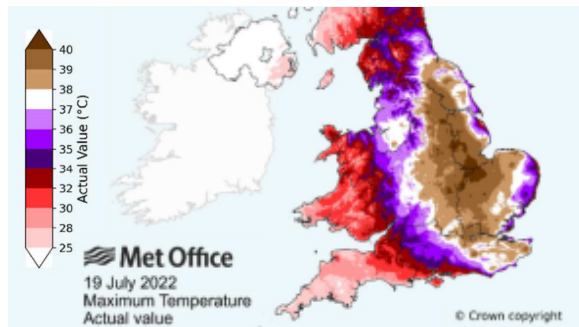 40
39
38
37
36
35
34
32
30
28
25
Actual Value (°C)
Met Office
19 July 2022
Maximum Temperature
Actual value
© Crown copyright